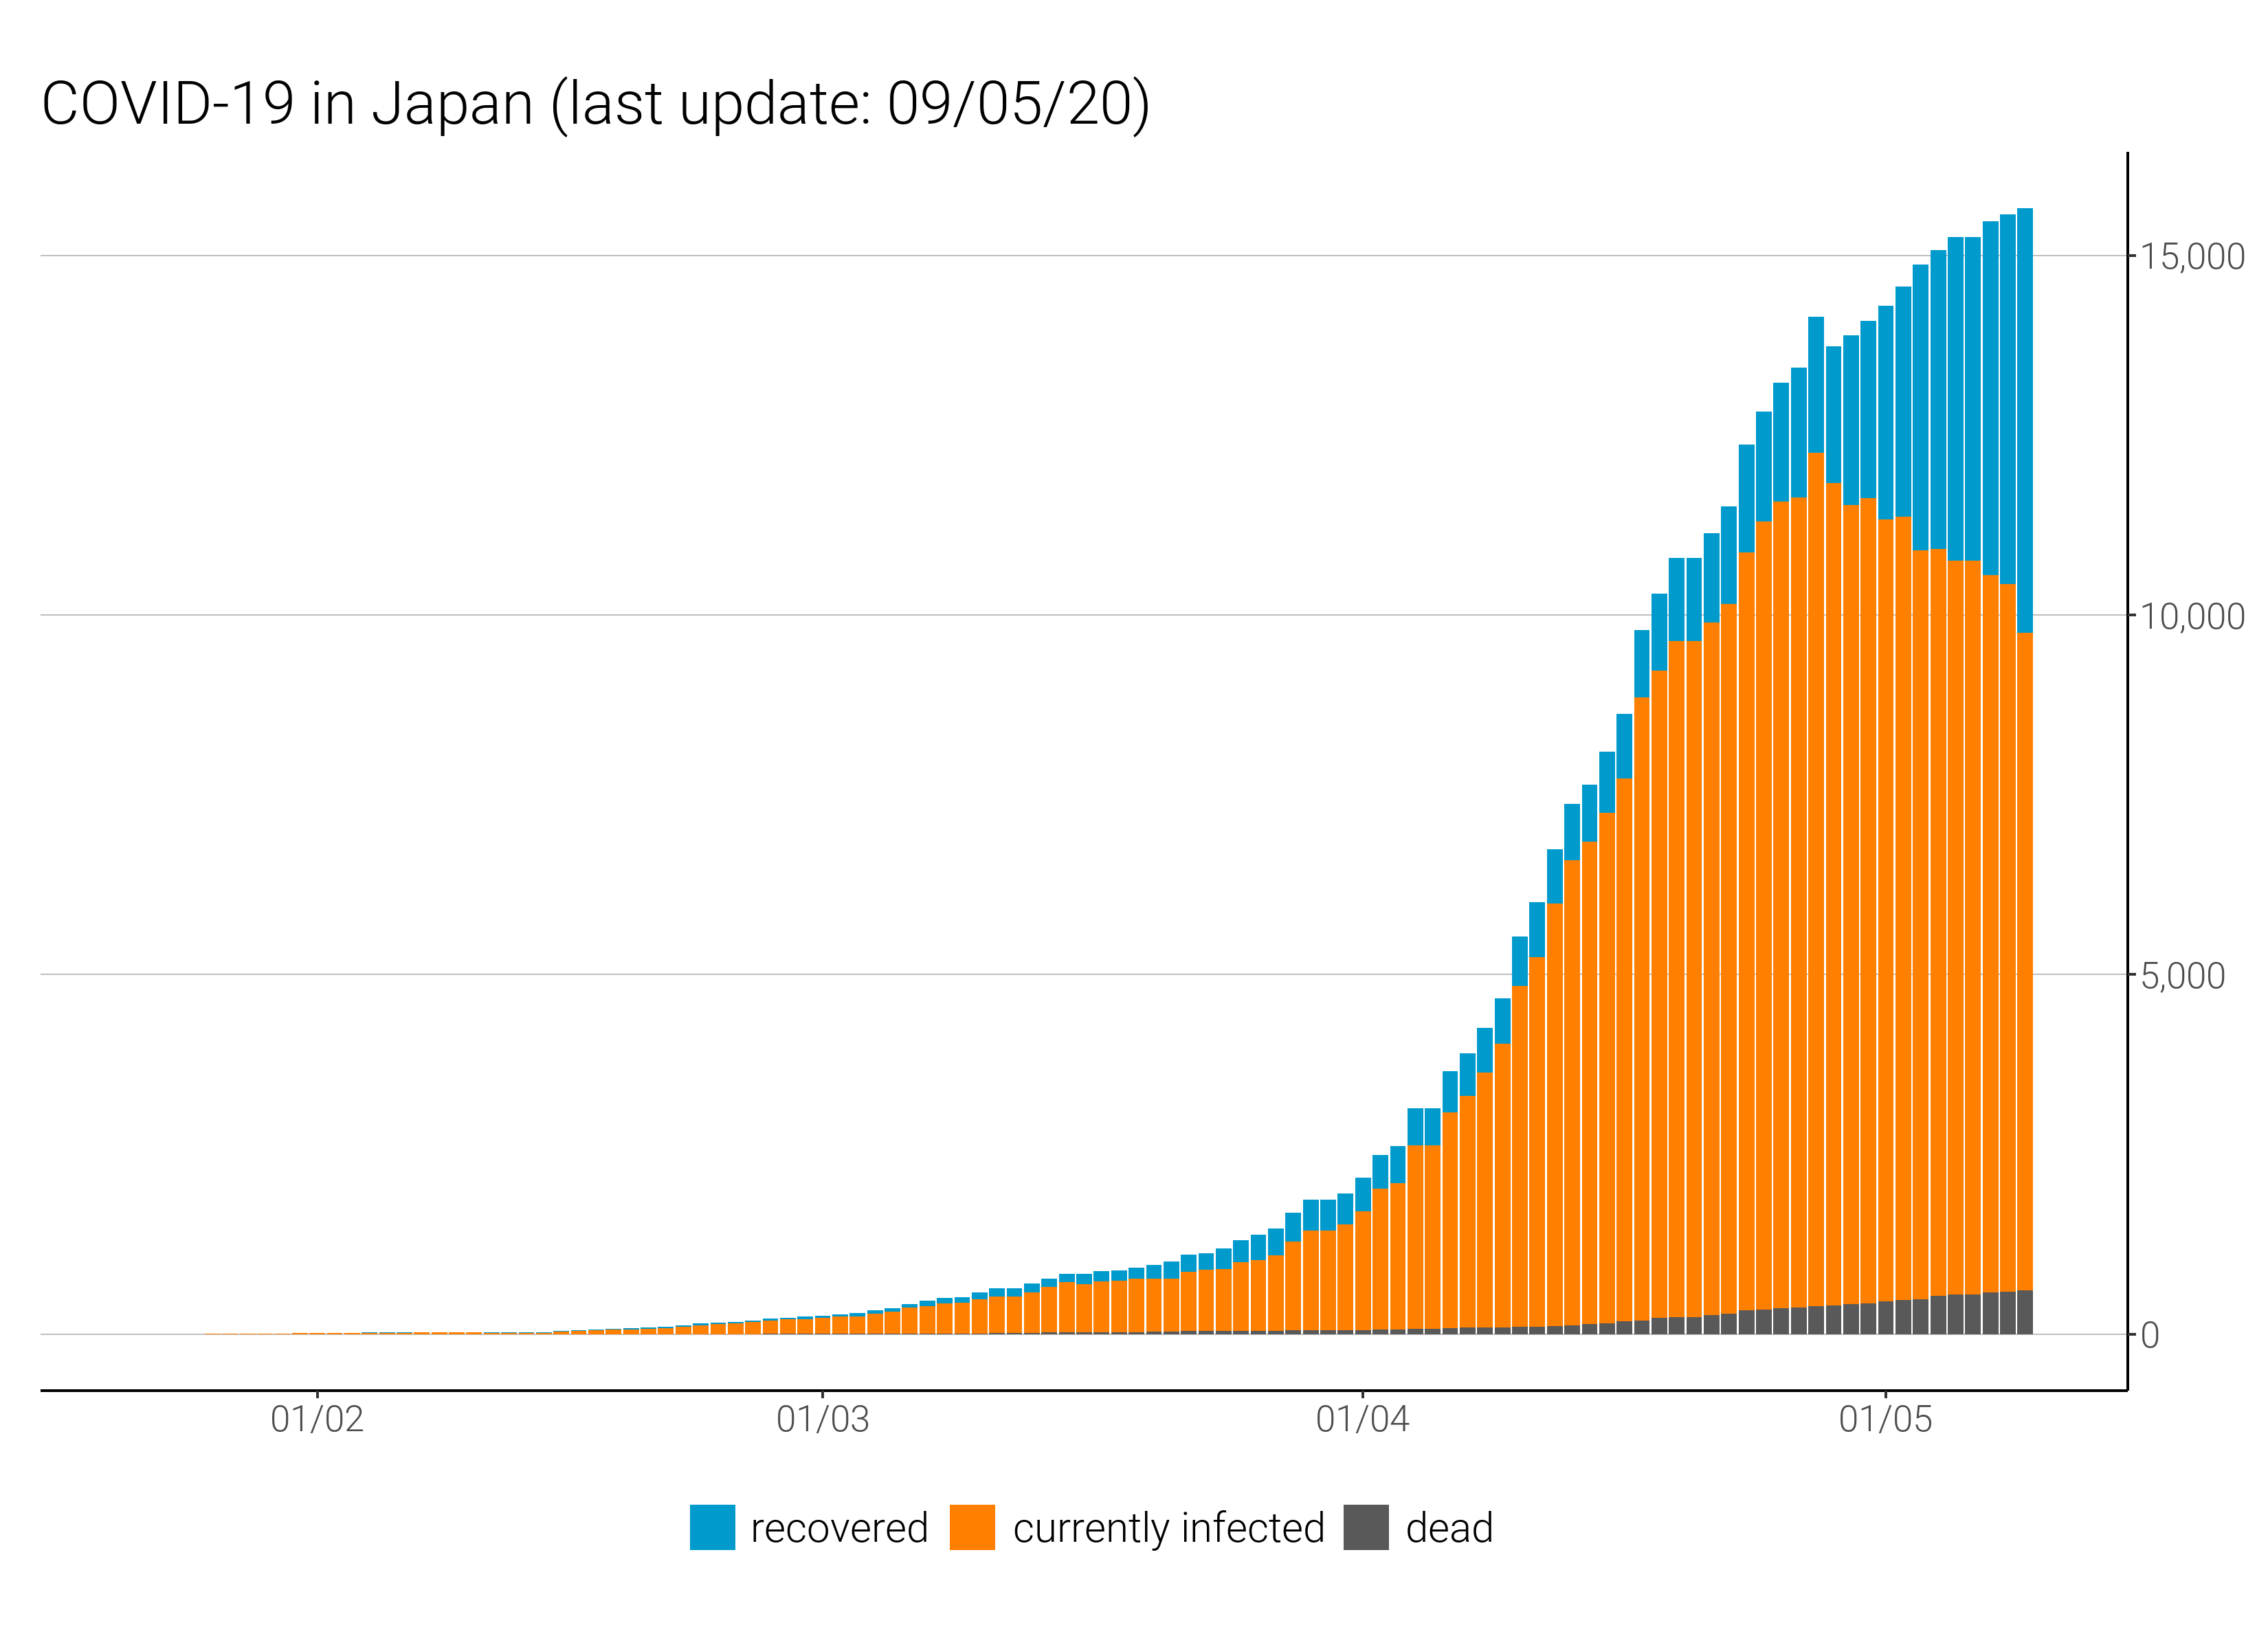 COVID-19 in Japan (last update: 09/05/20)
15,000
10,000
5,000
0
01/02 01/03 01/04 01/05
recovered currently infected dead